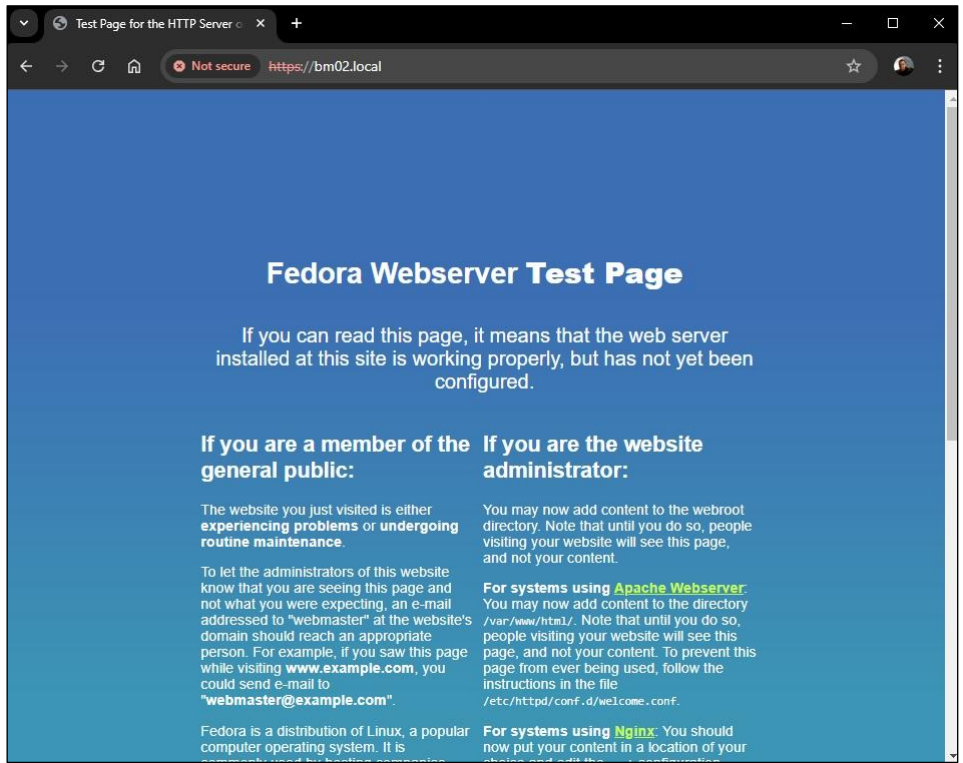 Test Page for the HTTP Server o
Not secure https://bm02.local
Fedora Webserver Test Page
If you can read this page, it means that the web server
installed at this site is working properly, but has not yet been
configured.
If you are a member of the
general public:
The website you just visited is either
experiencing problems or undergoing
routine maintenance.
To let the administrators of this website
know that you are seeing this page and
not what you were expecting, an e-mail
addressed to "webmaster" at the website's
domain should reach an appropriate
person. For example, if you saw this page
while visiting www.example.com, you
could send e-mail to
"webmaster@example.com".
Fedora is a distribution of Linux, a popular
computer operating system. It is
commonly used by hosting companies
If you are the website
administrator:
You may now add content to the webroot
directory. Note that until you do so, people
visiting your website will see this page,
and not your content.
For systems using Apache Webserver:
You may now add content to the directory
/var/www/html/. Note that until you do so,
people visiting your website will see this
page, and not your content. To prevent this
page from ever being used, follow the
instructions in the file
/etc/httpd/conf.d/welcome.conf.
For systems using Nginx: You should
now put your content in a location of your
choice and edit the configuration